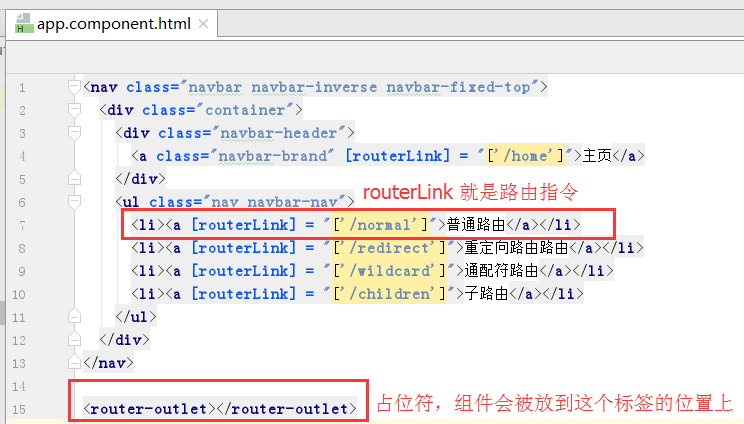 app.component.html
1 <nav class="navbar navbar-inverse navbar-fixed-top">
2 <div class="container">
3 <div class="navbar-header">
4 <a class="navbar-brand" [routerLink] = "['/home']">主页</a>
5 </div>
routerLink 就是路由指令
6 <ul class="nav navbar-nav">
7 <li><a [routerLink] = "['/normal']">普通路由</a></li>
8 <li><a [routerLink] = "['/redirect']">重定向路由路由</a></li>
9 <li><a [routerLink] = "['/wildcard']">通配符路由</a></li>
10 <li><a [routerLink] = "['/children']">子路由</a></li>
11 </ul>
12 </div>
13 </nav>
14
15 <router-outlet></router-outlet>
占位符，组件会被放到这个标签的位置上